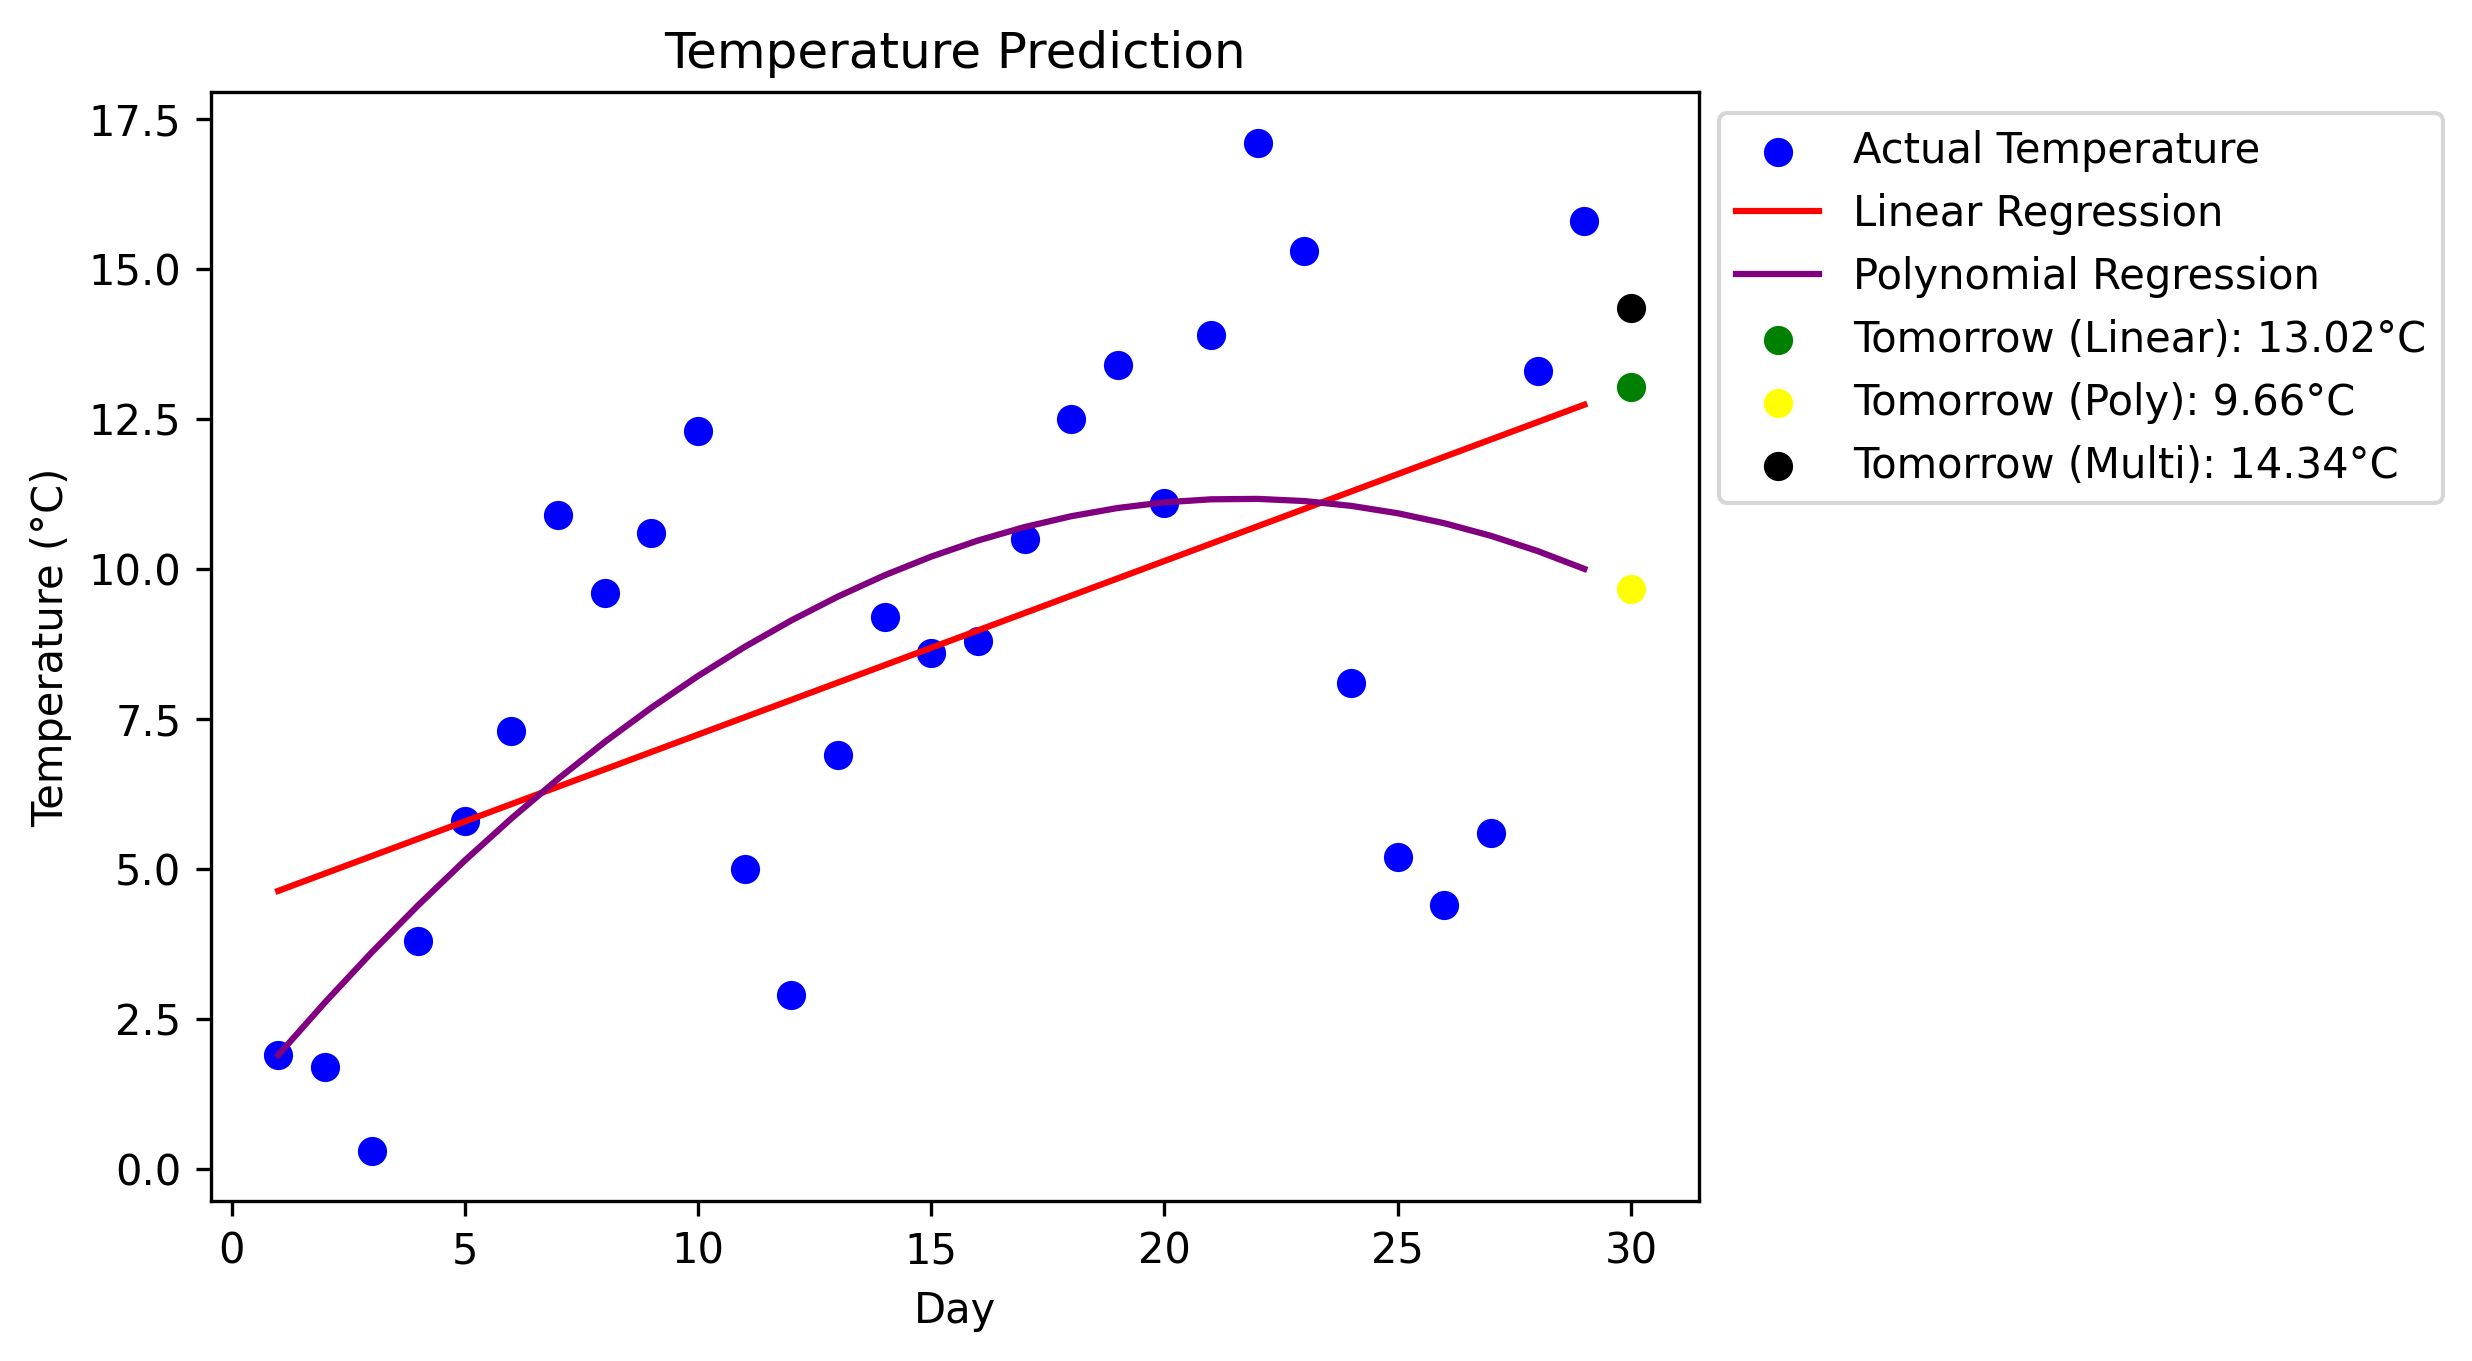 Temperature Prediction
17.5
15.0
12.5
10.0
7.5
5.0
2.5
0.0
Temperature (°C)
0 5 10 15 20 25 30
Day
Actual Temperature
Linear Regression
Polynomial Regression
Tomorrow (Linear): 13.02°C
Tomorrow (Poly): 9.66°C
Tomorrow (Multi): 14.34°C